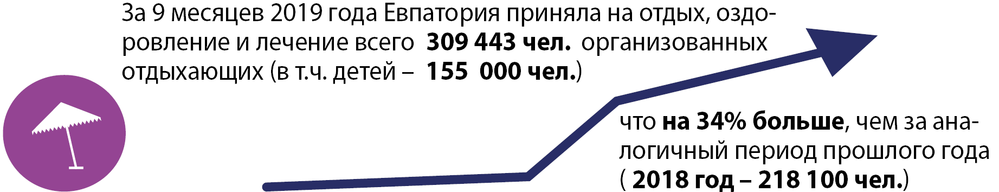 За 9 месяцев 2019 года Евпатория приняла на отдых, оздо-
ровление и лечение всего 309 443 чел. организованных
отдыхающих (в т.ч. детей – 155 000 чел.)
что на 34% больше, чем за ана-
логичный период прошлого года
( 2018 год – 218 100 чел.)